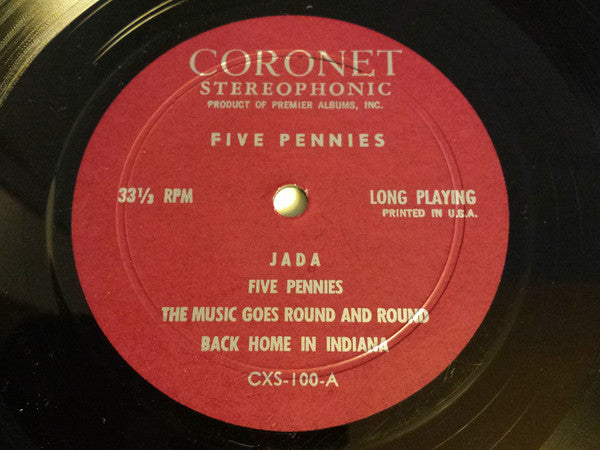 CORONET
STEREOPHONIC
PRODUCT OF PREMIER ALBUMS, INC.
FIVE PENNIES
33⅓ RPM
LONG PLAYING
PRINTED IN U.S.A.
JADA
FIVE PENNIES
THE MUSIC GOES ROUND AND ROUND
BACK HOME IN INDIANA
CXS-100-A